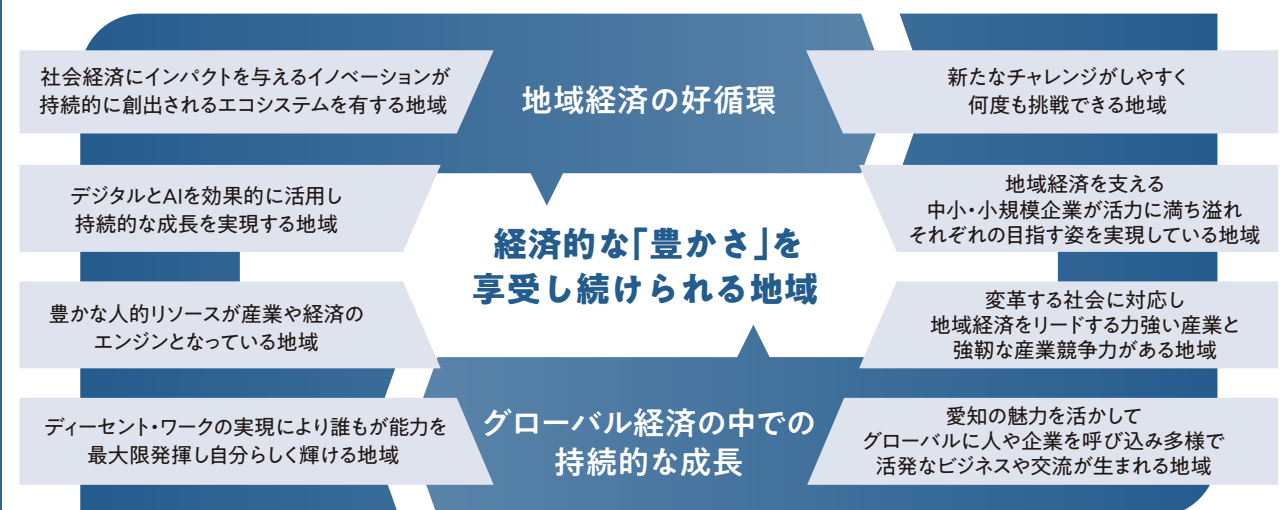 社会経済にインパクトを与えるイノベーションが
持続的に創出されるエコシステムを有する地域
地域経済の好循環
新たなチャレンジがしやすく
何度も挑戦できる地域
デジタルとAIを効果的に活用し
持続的な成長を実現する地域
地域経済を支える
中小・小規模企業が活力に満ち溢れ
それぞれの目指す姿を実現している地域
経済的な「豊かさ」を
享受し続けられる地域
豊かな人的リソースが産業や経済の
エンジンとなっている地域
変革する社会に対応し
地域経済をリードする力強い産業と
強靭な産業競争力がある地域
ディーセント・ワークの実現により誰もが能力を
最大限発揮し自分らしく輝ける地域
グローバル経済の中での
持続的な成長
愛知の魅力を活かして
グローバルに人や企業を呼び込み多様で
活発なビジネスや交流が生まれる地域